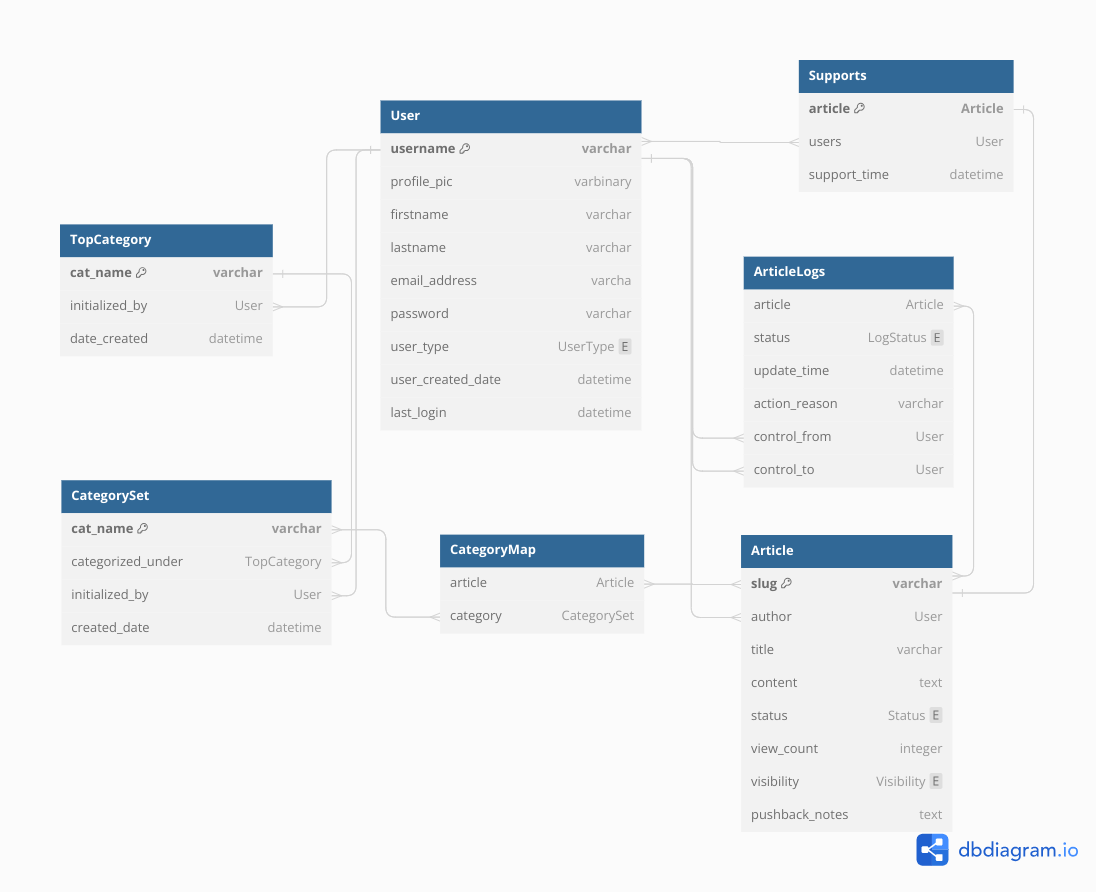 Supports
article Article
users User
support_time datetime
User
username varchar
profile_pic varbinary
firstname varchar
lastname varchar
email_address varcha
password varchar
user_type UserType E
user_created_date datetime
last_login datetime
TopCategory
cat_name varchar
initialized_by User
date_created datetime
ArticleLogs
article Article
status LogStatus E
update_time datetime
action_reason varchar
control_from User
control_to User
CategorySet
cat_name varchar
categorized_under TopCategory
initialized_by User
created_date datetime
CategoryMap
article Article
category CategorySet
Article
slug varchar
author User
title varchar
content text
status Status E
view_count integer
visibility Visibility E
pushback_notes text
dbdiagram.io